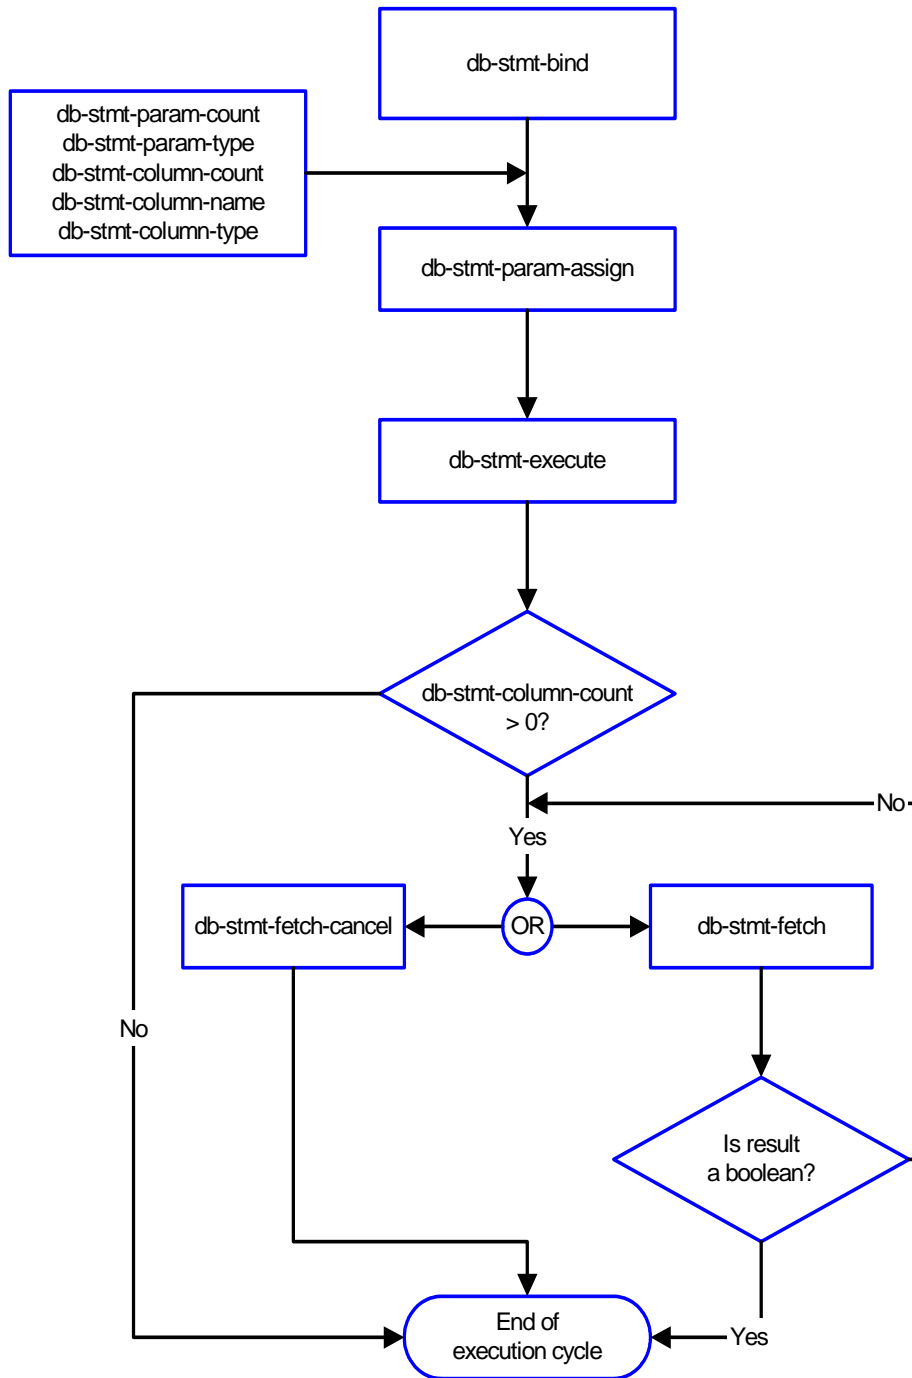 db-stmt-bind
db-stmt-param-count
db-stmt-param-type
db-stmt-column-count
db-stmt-column-name
db-stmt-column-type
db-stmt-param-assign
db-stmt-execute
db-stmt-column-count
> 0?
No
Yes
db-stmt-fetch-cancel
OR
db-stmt-fetch
No
Is result
a boolean?
End of
execution cycle
Yes